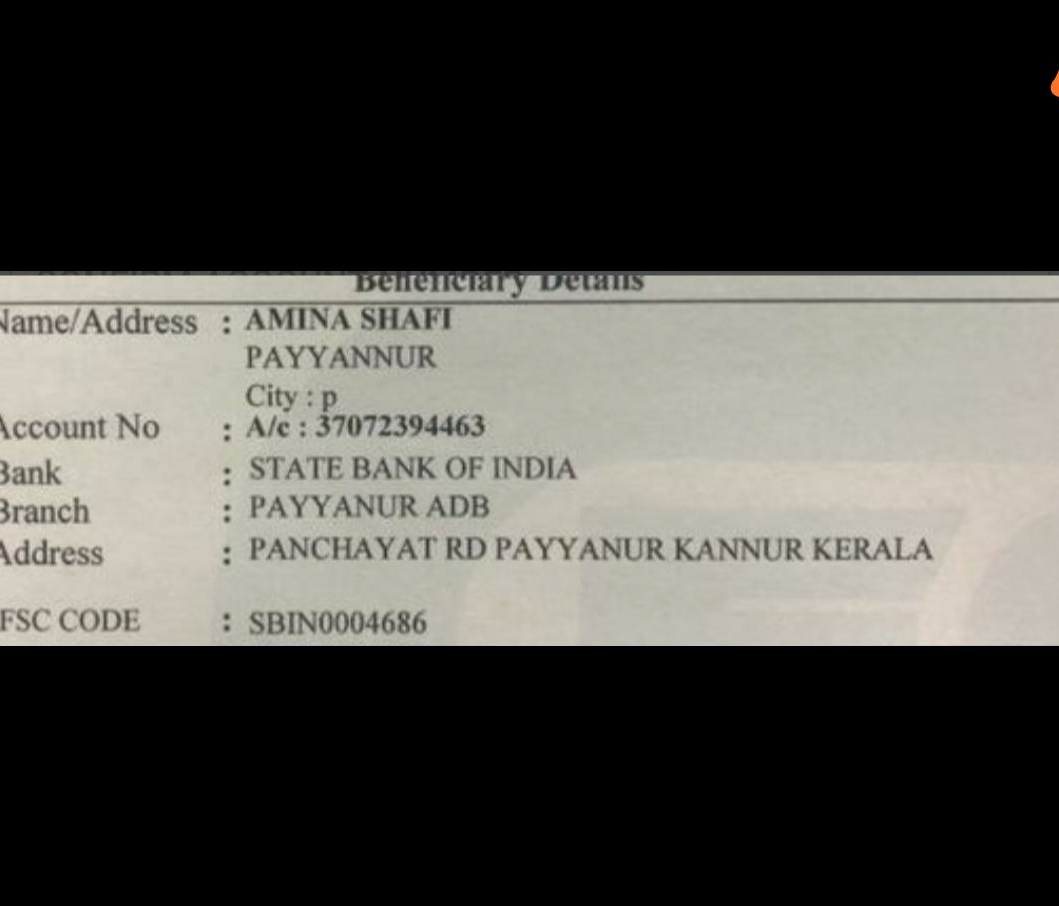 Beneficiary Details
Name/Address : AMINA SHAFI
PAYYANNUR
City : p
Account No : A/c : 37072394463
Bank : STATE BANK OF INDIA
Branch : PAYYANUR ADB
Address : PANCHAYAT RD PAYYANUR KANNUR KERALA
FSC CODE : SBIN0004686